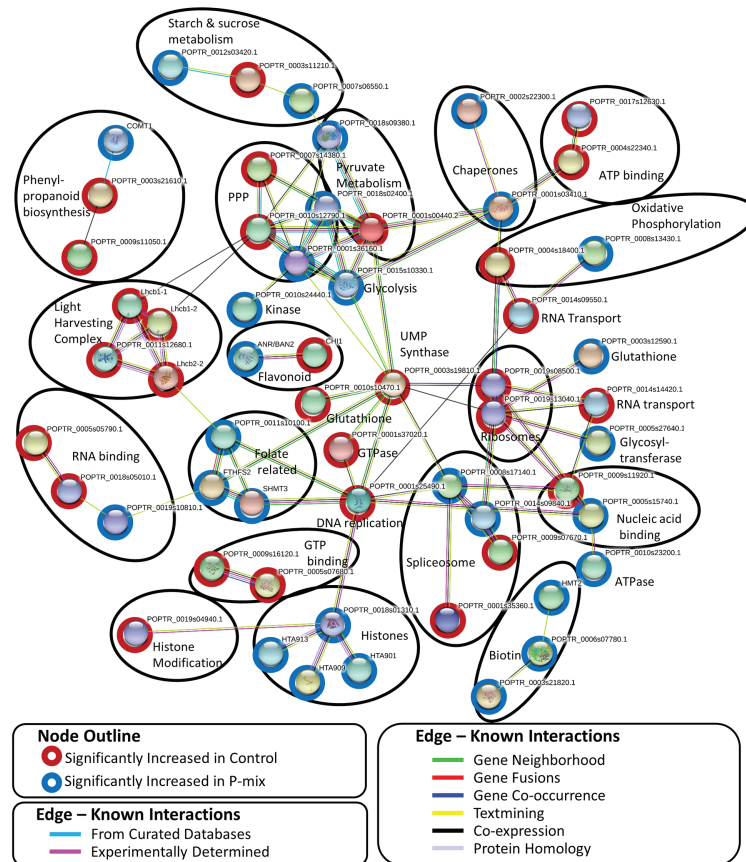 Starch & sucrose
metabolism
POPTR_0012s03420.1
POPTR_0003s11210.1
POPTR_0007s06550.1
POPTR_0018s09380.1
POPTR_0002s22300.1
POPTR_0017s12630.1
POPTR_0004s22340.1
Chaperones
ATP binding
COMT1
POPTR_0003s21610.1
Phenyl-
propanoid
biosynthesis
POPTR_0009s11050.1
POPTR_0007s14380.1
Pyruvate
Metabolism
PPP
POPTR_0018s02400.1
POPTR_0010s12790.1
POPTR_0001s00440.2
POPTR_0001s03410.1
Oxidative
Phosphorylation
POPTR_0001s36160.1
POPTR_0004s18400.1
POPTR_0008s13430.1
POPTR_0015s10330.1
Glycolysis
POPTR_0010s24440.1
Kinase
POPTR_0014s09550.1
RNA Transport
Light
Harvesting
Complex
Lhcb1-1
Lhcb1-2
POPTR_0011s12680.1
Lhcb2-2
ANR/BAN2
CHI1
Flavonoid
UMP
Synthase
POPTR_0003s19810.1
POPTR_0003s12590.1
Glutathione
POPTR_0019s08500.1
POPTR_0010s10470.1
Glutathione
POPTR_0019s13040.1
Ribosomes
POPTR_0014s14420.1
RNA transport
POPTR_0005s05790.1
RNA binding
POPTR_0011s10100.1
Folate
related
POPTR_0001s37020.1
GTPase
POPTR_0005s27640.1
Glycosyl-
transferase
POPTR_0018s05010.1
FTHFS2
SHMT3
POPTR_0008s17140.1
POPTR_0009s11920.1
POPTR_0019s10810.1
POPTR_0001s25490.1
DNA replication
POPTR_0014s09840.1
POPTR_0005s15740.1
Nucleic acid
binding
GTP
binding
POPTR_0009s16120.1
POPTR_0005s07680.1
POPTR_0009s07670.1
Spliceosome
POPTR_0010s23200.1
ATPase
POPTR_0019s04940.1
Histone
Modification
POPTR_0018s01310.1
Histones
HTA913
HTA909
HTA901
POPTR_0001s35360.1
HMT2
POPTR_0006s07780.1
Biotin
POPTR_0003s21820.1
Node Outline
Significantly Increased in Control
Significantly Increased in P-mix
Edge – Known Interactions
From Curated Databases
Experimentally Determined
Edge – Known Interactions
Gene Neighborhood
Gene Fusions
Gene Co-occurrence
Textmining
Co-expression
Protein Homology